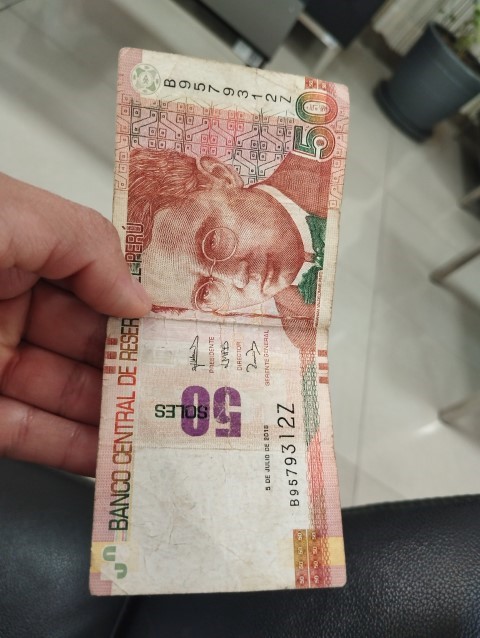 BANCO CENTRAL DE RESER EL PERÚ
B9579312Z
50
50
SOLES
PRESIDENTE
DIRECTOR
GERENTE GENERAL
5 DE JULIO DE 2018
B9579312Z